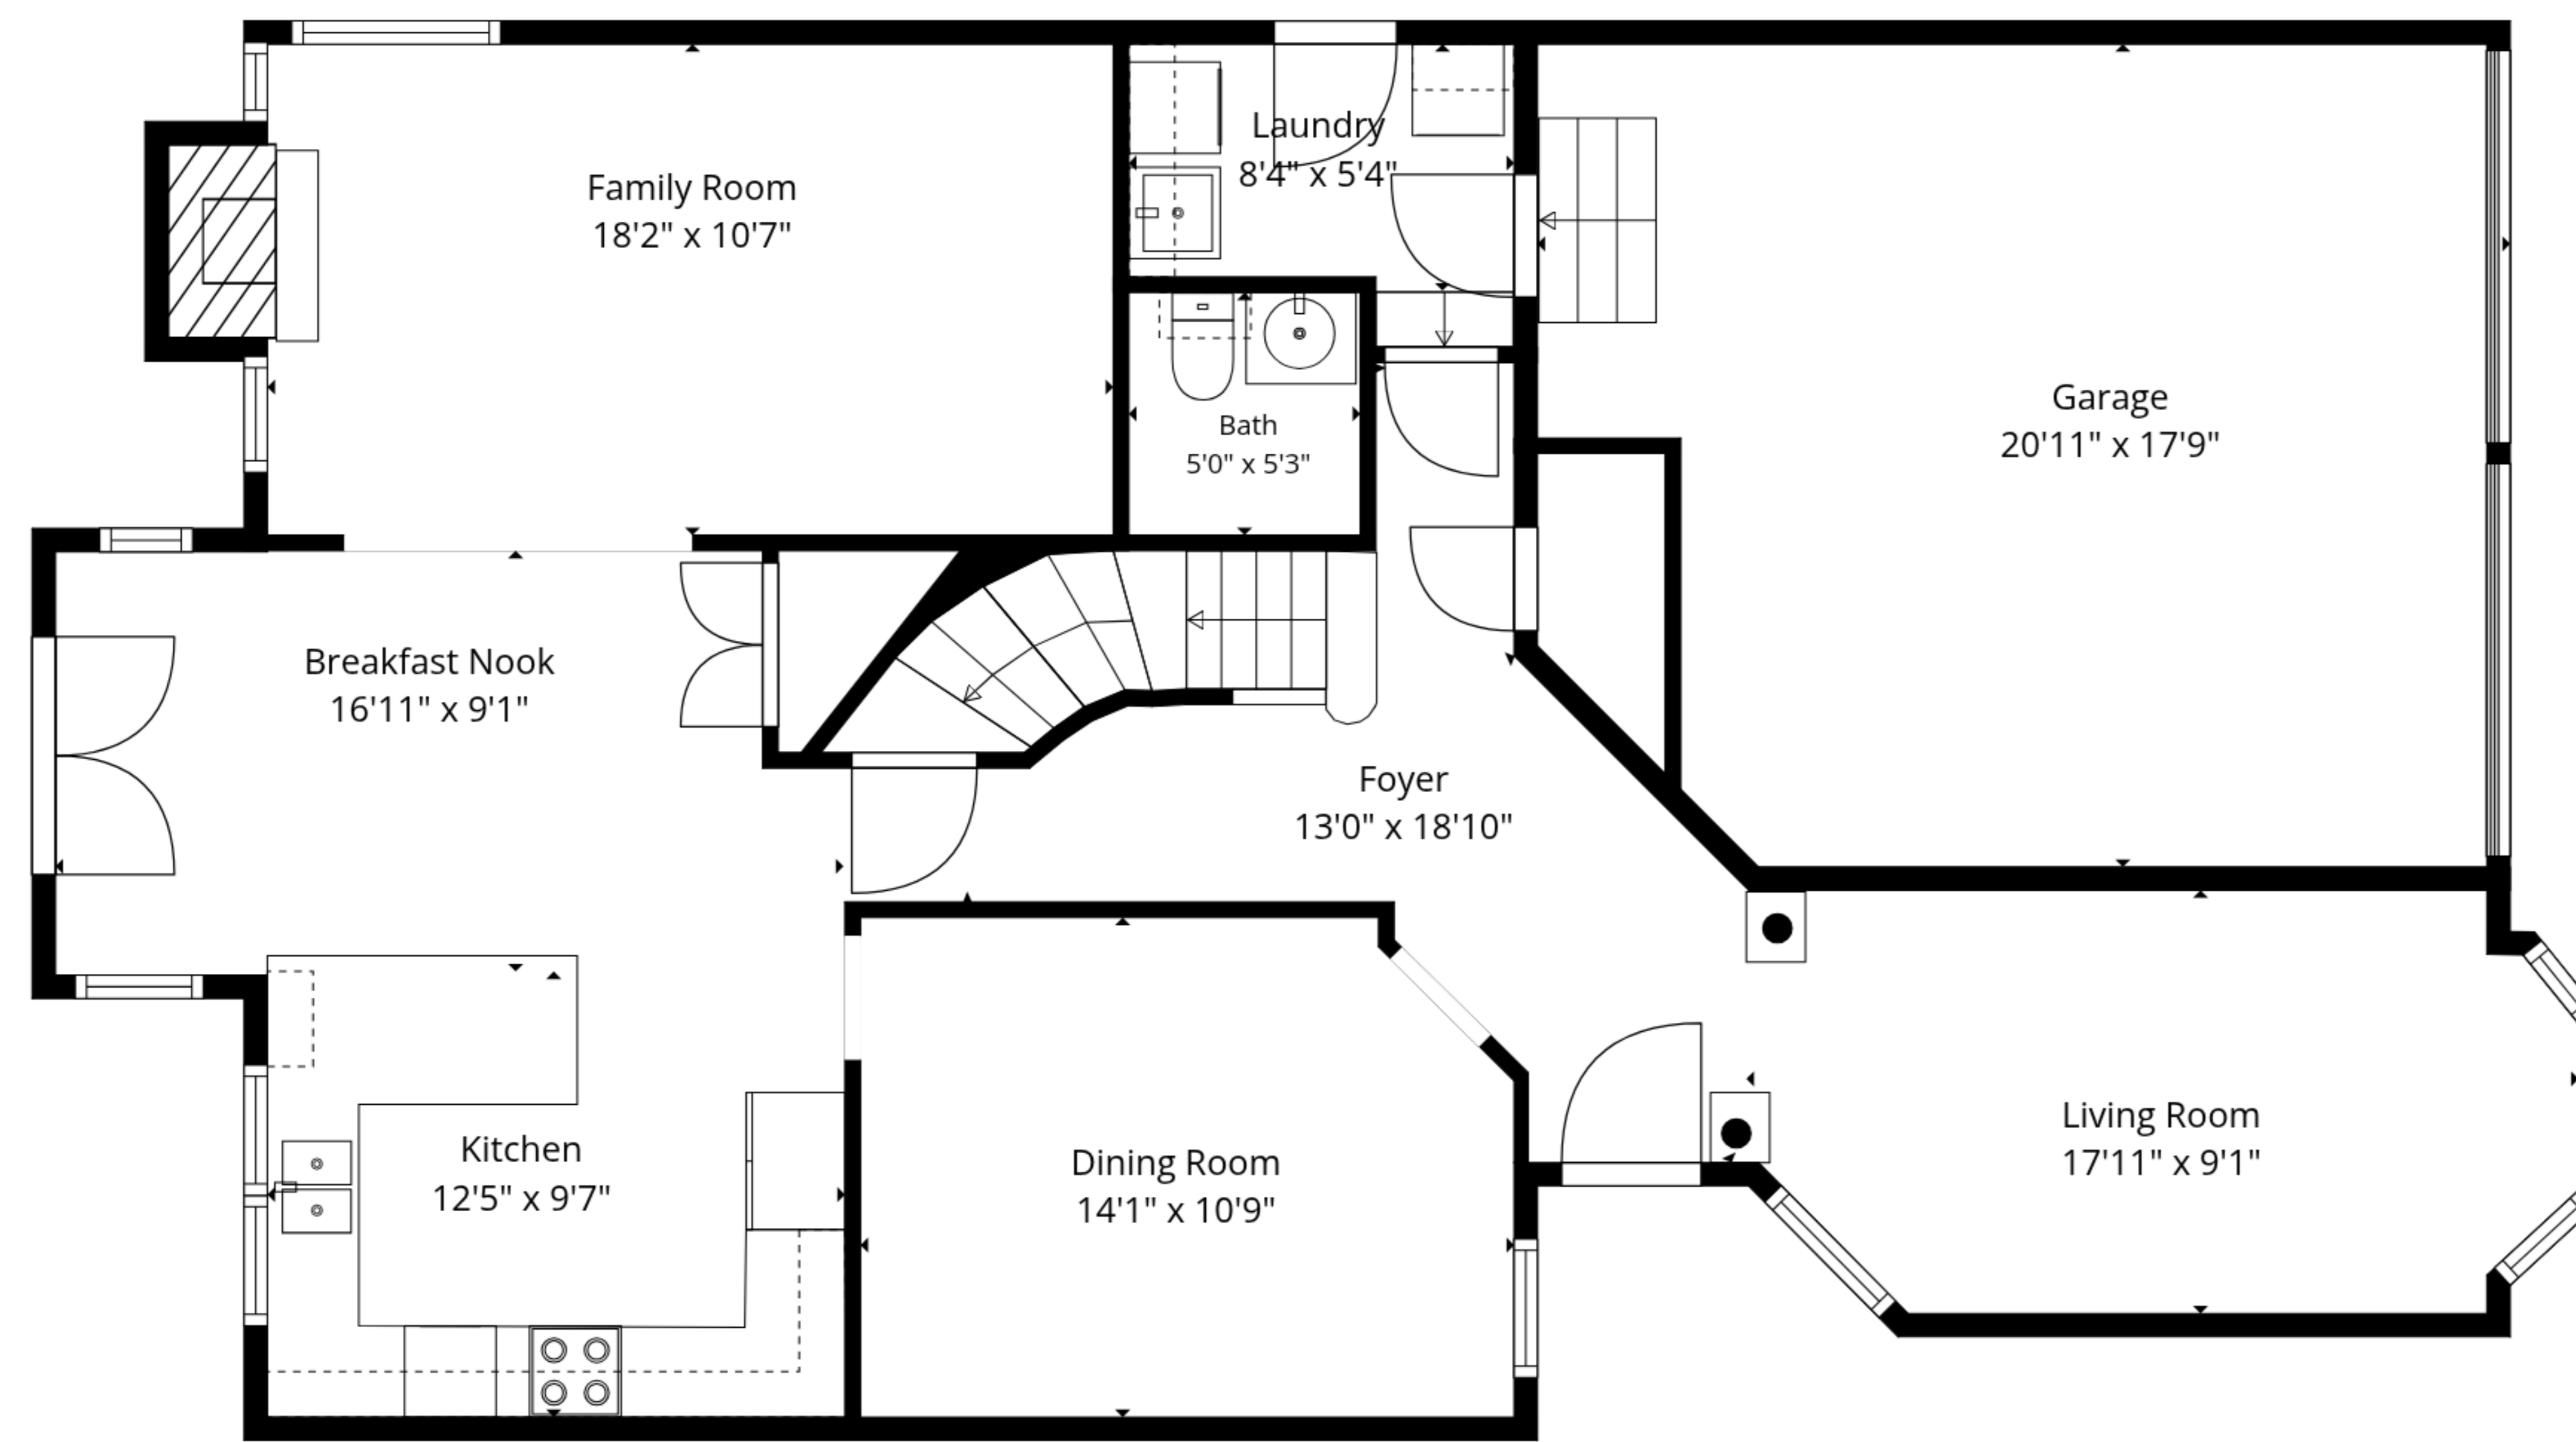 Laundry
8'4" x 5'4"
Family Room
18'2" x 10'7"
Garage
20'11" x 17'9"
Bath
5'0" x 5'3"
Breakfast Nook
16'11" x 9'1"
Foyer
13'0" x 18'10"
Living Room
17'11" x 9'1"
Kitchen
12'5" x 9'7"
Dining Room
14'1" x 10'9"